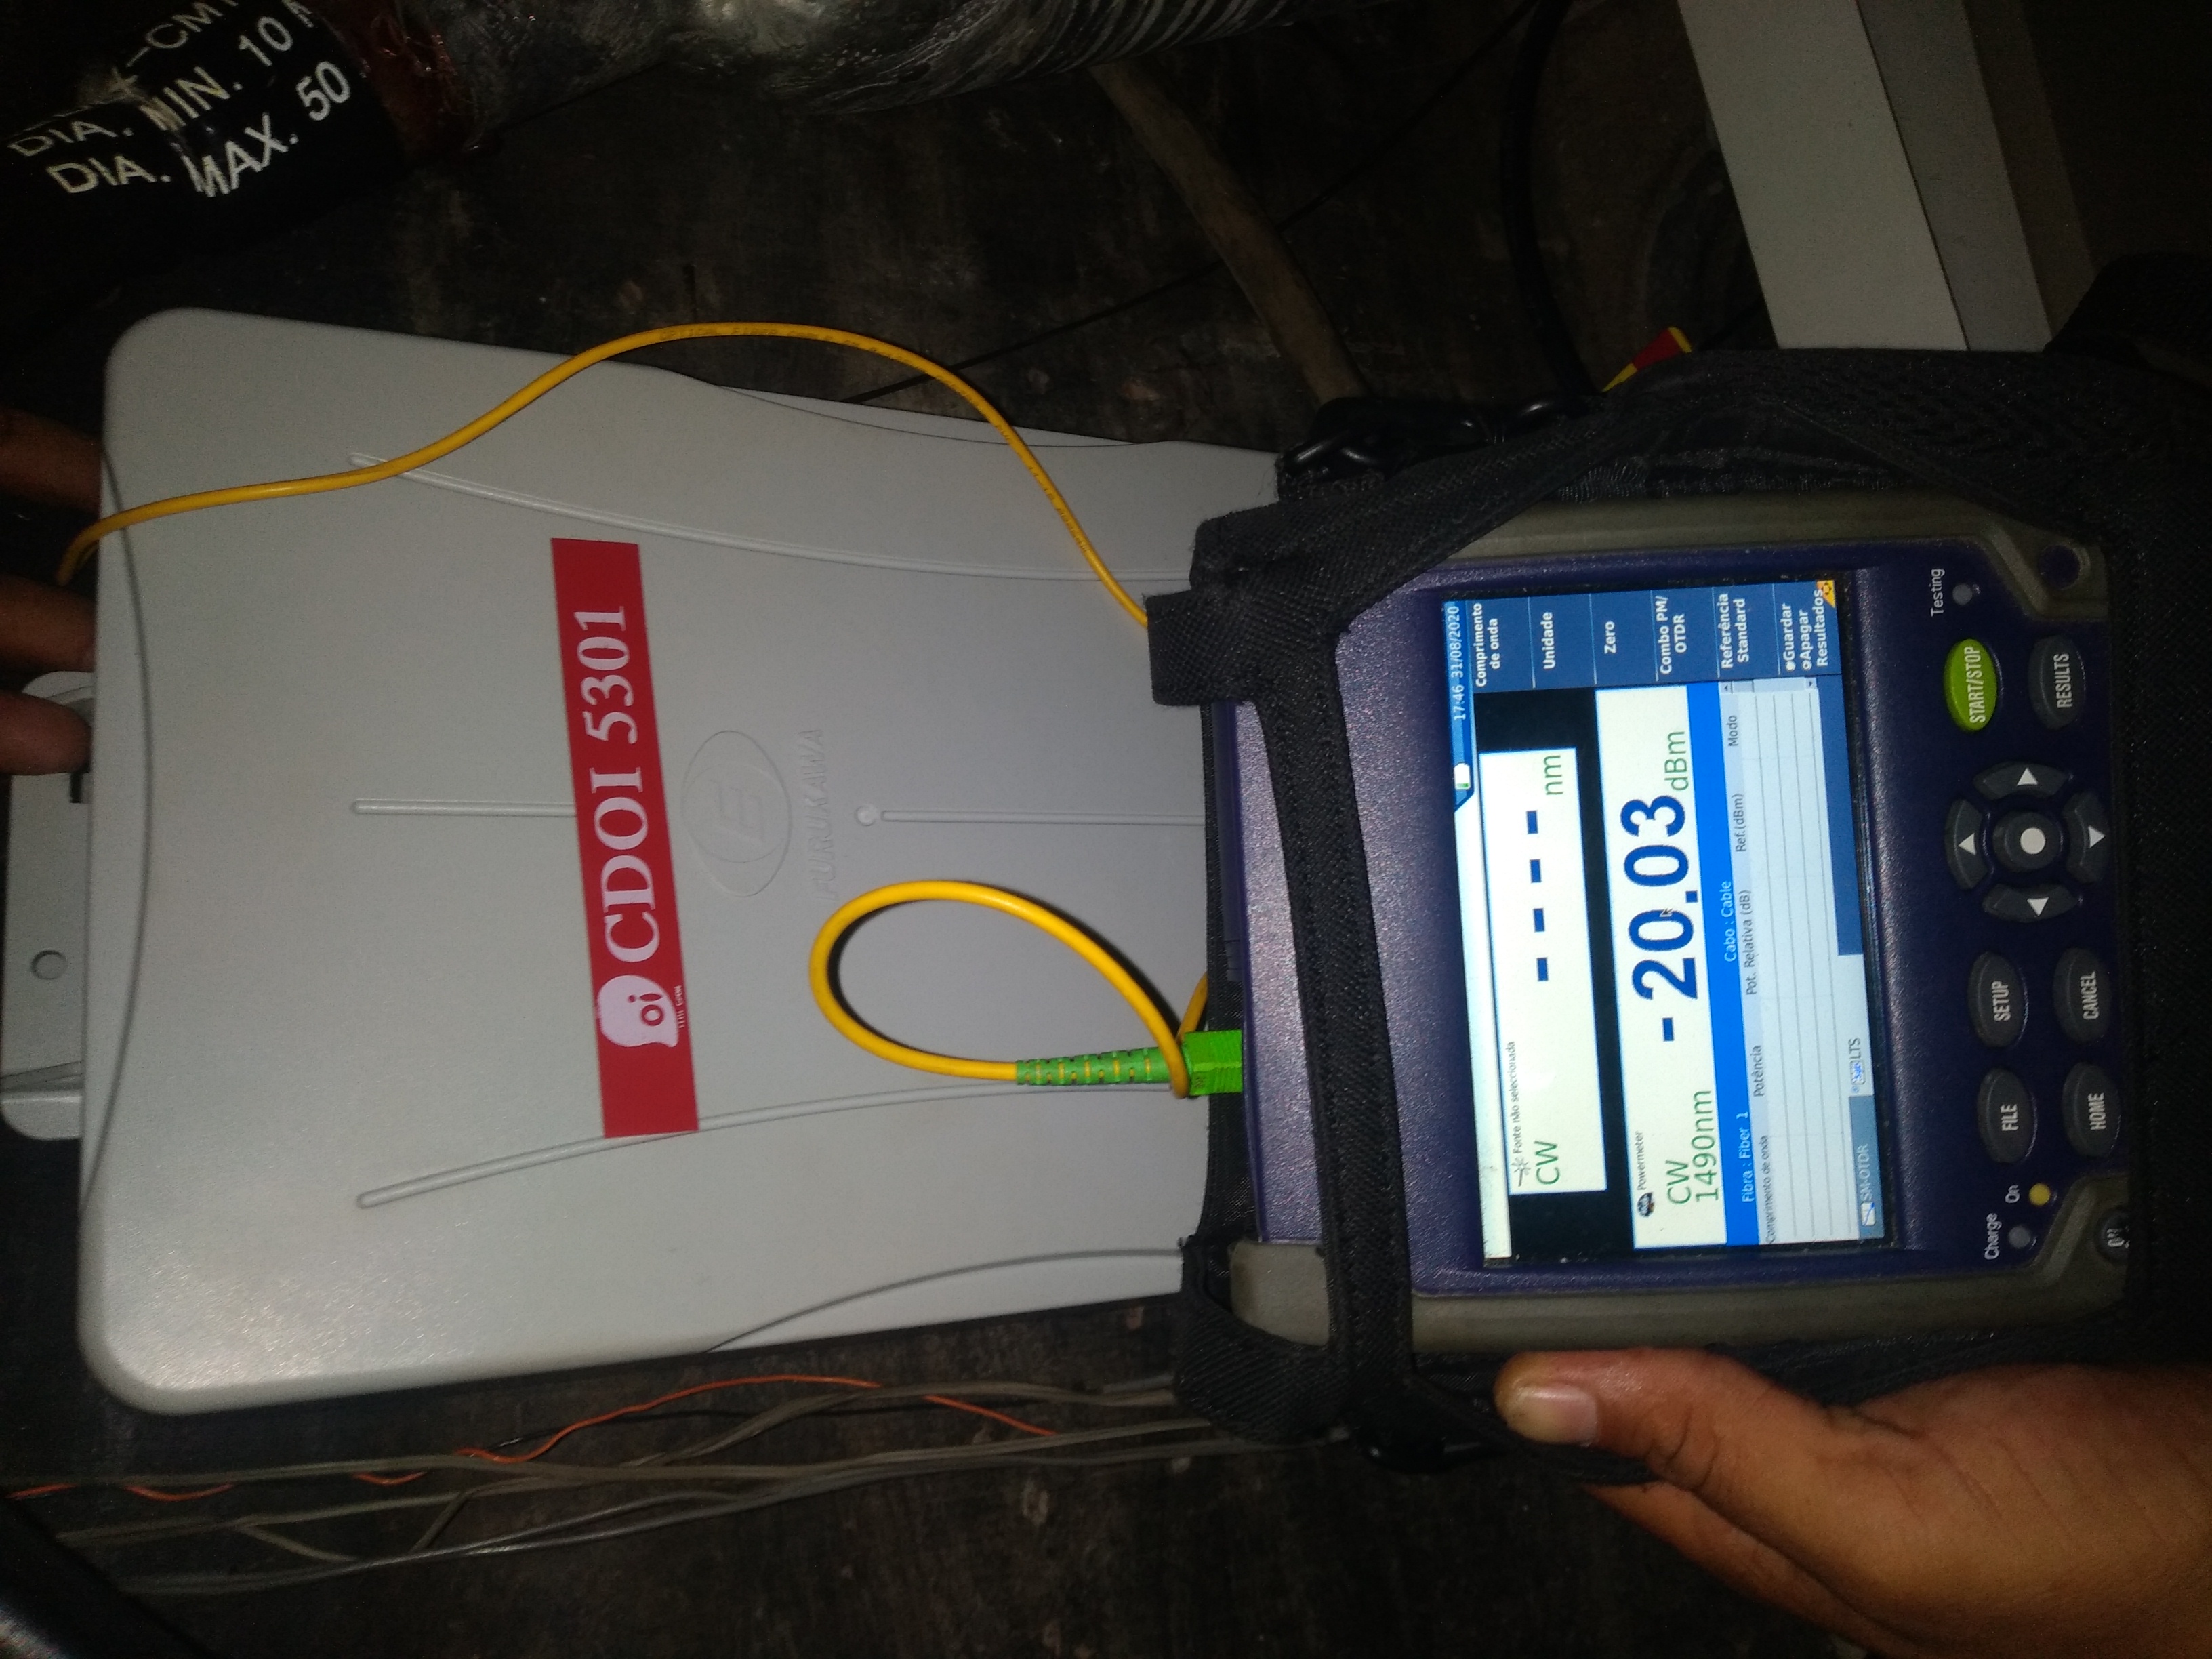 DIA.
X-CM
DIA. MIN. 10
MAX. 50
oi CDOI 5301
FURUKAWA
17:46 31/08/2020
Fonte não seleccionada
CW
- - - - nm
Powermeter
CW
1490nm
-20.03 dBm
Fibra : Fiber 1
Cabo : Cable
Comprimento de onda
Potência
Pot. Relativa (dB)
Ref.(dBm)
Modo
SM-OTDR
LTS
Comprimento
de onda
Unidade
Zero
Combo PM/
OTDR
Referência
Standard
Guardar
Apagar
Resultados
Charge
On
Testing
FILE
SETUP
START/STOP
HOME
CANCEL
RESULTS